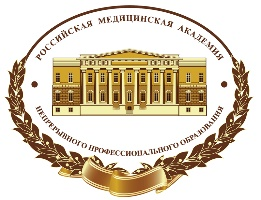 РОССИЙСКАЯ МЕДИЦИНСКАЯ АКАДЕМИЯ
НЕПРЕРЫВНОГО ПРОФЕССИОНАЛЬНОГО ОБРАЗОВАНИЯ